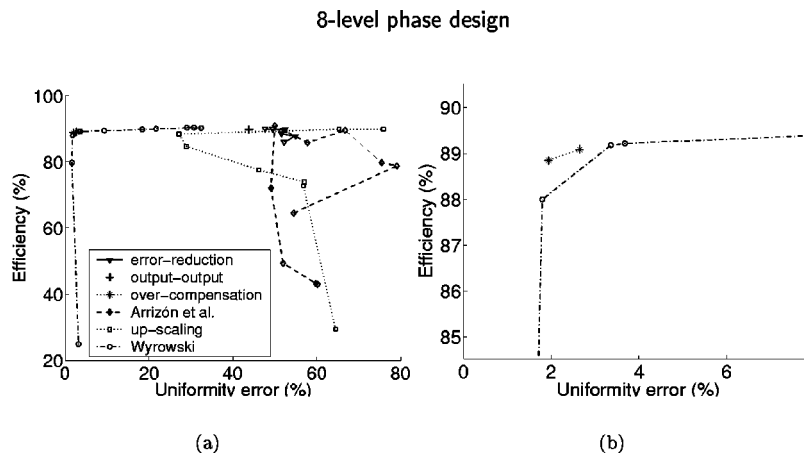 8-level phase design
100
80
60
40
20
Efficiency (%)
error-reduction
output-output
over-compensation
Arrizón et al.
up-scaling
Wyrowski
0
20
40
60
80
Uniformity error (%)
(a)
90
89
88
87
86
85
Efficiency (%)
0
2
4
6
Uniformity error (%)
(b)